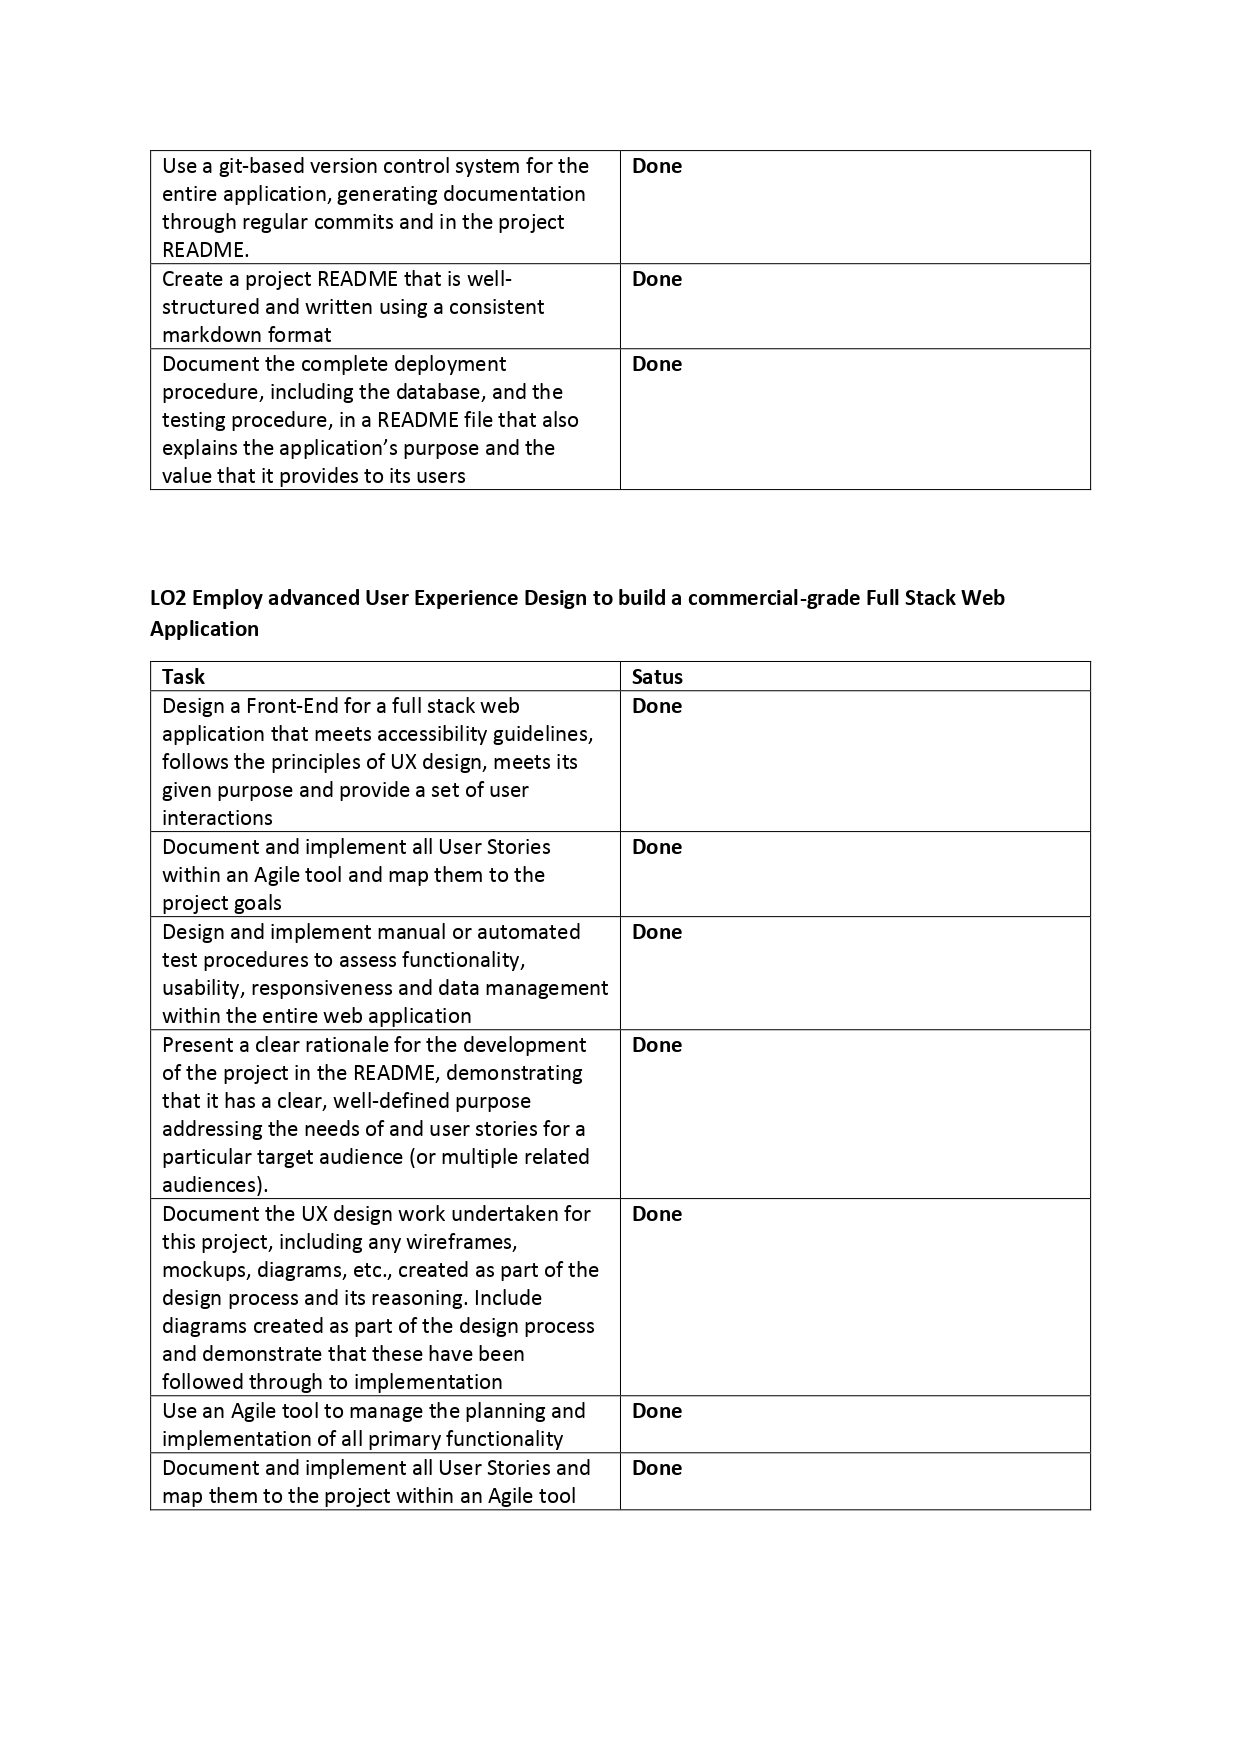 Use a git-based version control system for the
Done
entire application, generating documentation
through regular commits and in the project
README.
Create a project README that is well-
Done
structured and written using a consistent
markdown format
Document the complete deployment
Done
procedure, including the database, and the
testing procedure, in a README file that also
explains the application’s purpose and the
value that it provides to its users
LO2 Employ advanced User Experience Design to build a commercial-grade Full Stack Web
Application
Task
Satus
Design a Front-End for a full stack web
Done
application that meets accessibility guidelines,
follows the principles of UX design, meets its
given purpose and provide a set of user
interactions
Document and implement all User Stories
Done
within an Agile tool and map them to the
project goals
Design and implement manual or automated
Done
test procedures to assess functionality,
usability, responsiveness and data management
within the entire web application
Present a clear rationale for the development
Done
of the project in the README, demonstrating
that it has a clear, well-defined purpose
addressing the needs of and user stories for a
particular target audience (or multiple related
audiences).
Document the UX design work undertaken for
Done
this project, including any wireframes,
mockups, diagrams, etc., created as part of the
design process and its reasoning. Include
diagrams created as part of the design process
and demonstrate that these have been
followed through to implementation
Use an Agile tool to manage the planning and
Done
implementation of all primary functionality
Document and implement all User Stories and
Done
map them to the project within an Agile tool